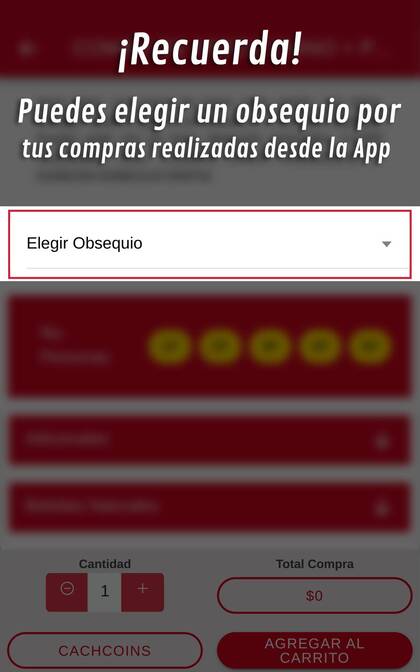 ¡Recuerda!
Puedes elegir un obsequio por
tus compras realizadas desde la App
Elegir Obsequio
Cantidad
Total Compra
1
$0
CACHCOINS
AGREGAR AL
CARRITO